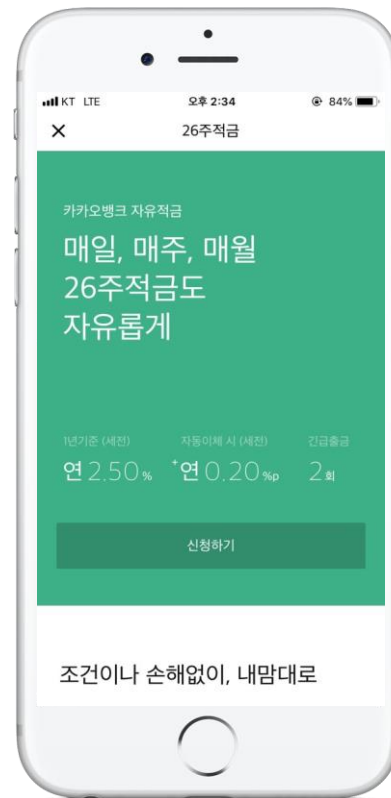 KT LTE 오후 2:34 84%
26주적금
카카오뱅크 자유적금
매일, 매주, 매월
26주적금도
자유롭게
1년기준 (세전) 자동이체 시 (세전) 긴급출금
연 2.50 % +연 0.20 %p 2 회
신청하기
조건이나 손해없이, 내맘대로